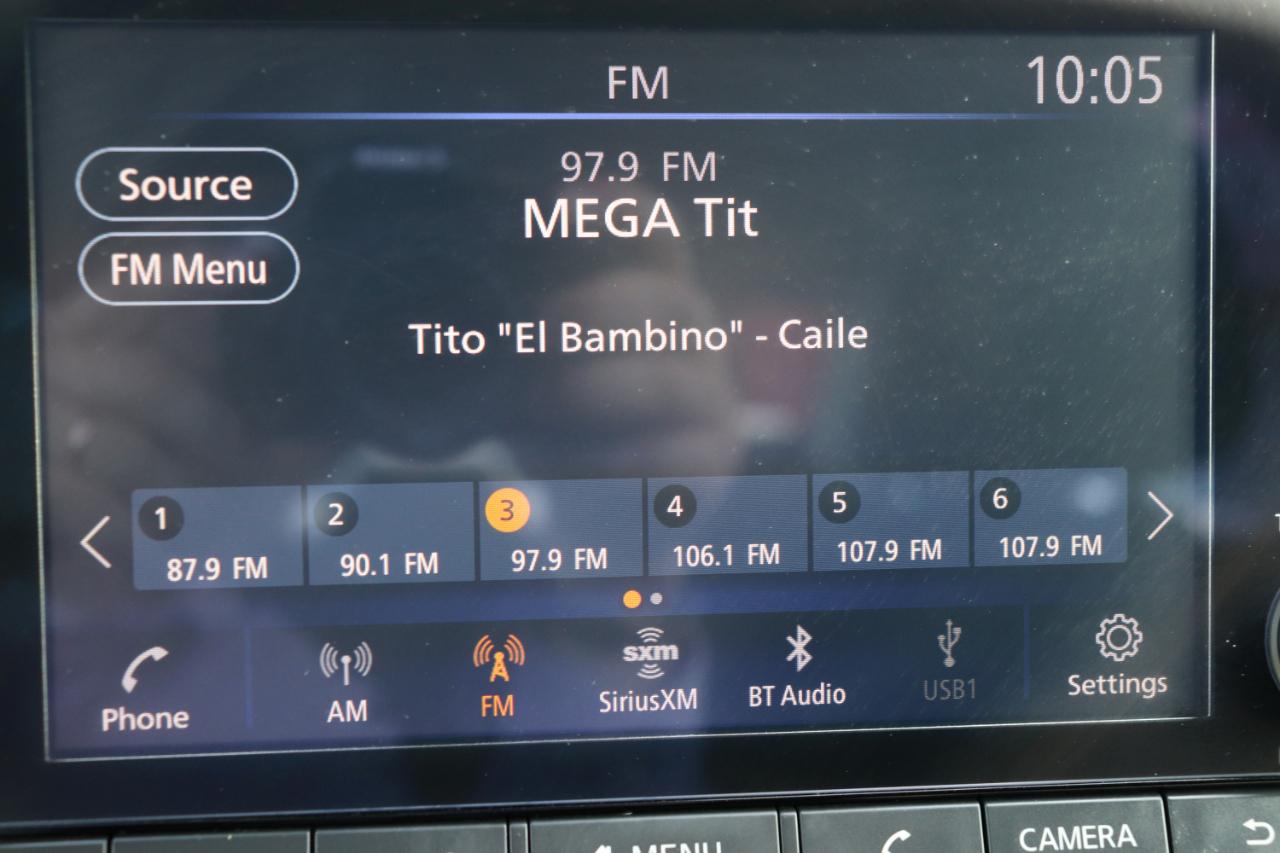 FM
10:05
Source
97.9 FM
MEGA Tit
FM Menu
Tito "El Bambino" - Caile
1
2
3
4
5
6
87.9 FM
90.1 FM
97.9 FM
106.1 FM
107.9 FM
107.9 FM
Phone
AM
FM
sxm
SiriusXM
BT Audio
USB1
Settings
MENU
CAMERA